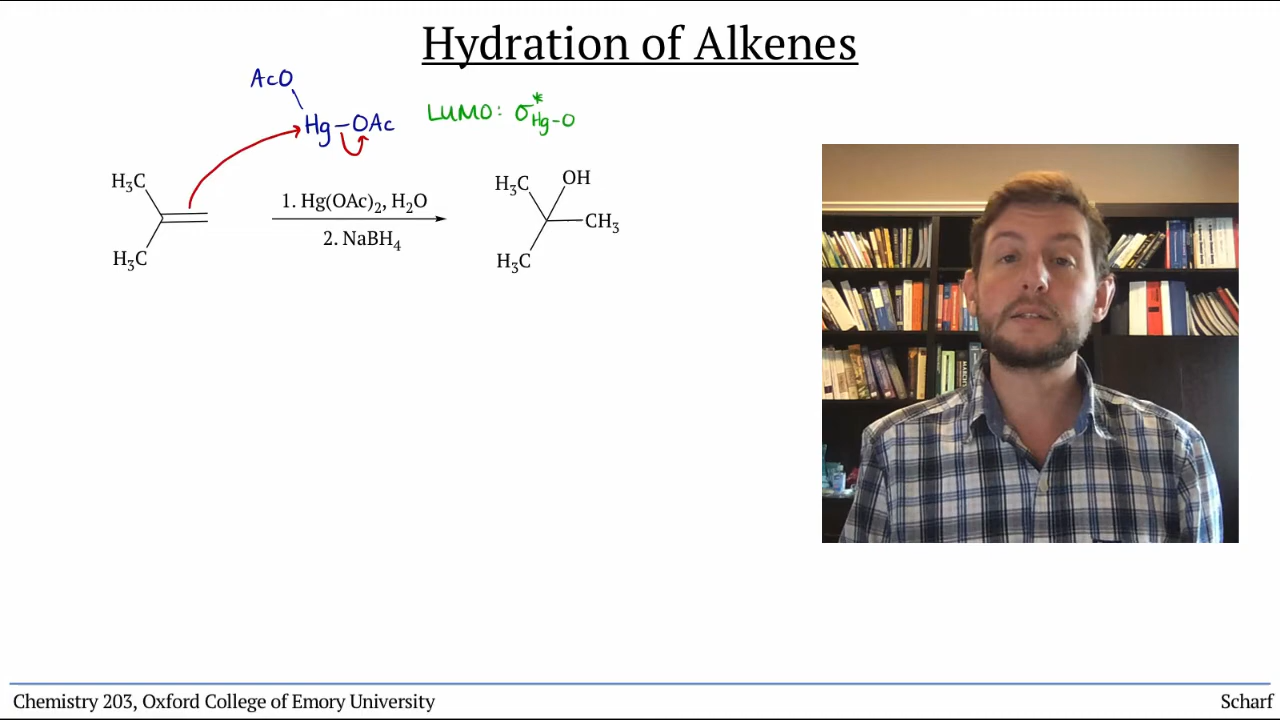 Hydration of Alkenes
AcO
Hg–OAc
LUMO: σ*Hg–O
H₃C
H₃C
1. Hg(OAc)₂, H₂O
2. NaBH₄
H₃C
OH
CH₃
H₃C
Chemistry 203, Oxford College of Emory University
Scharf